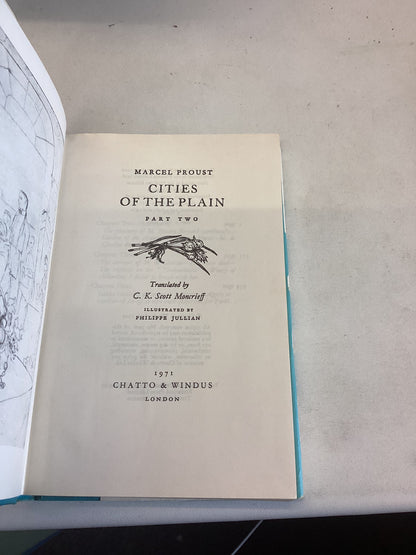 MARCEL PROUST
CITIES
OF THE PLAIN
PART TWO
Translated by
C. K. Scott Moncrieff
ILLUSTRATED BY
PHILIPPE JULLIAN
1971
CHATTO & WINDUS
LONDON